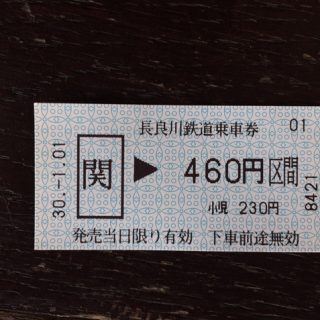 長良川鉄道乗車券
01
30.-1.01
関 ▶ 460円 区間
小児 230円
8421
発売当日限り有効 下車前途無効